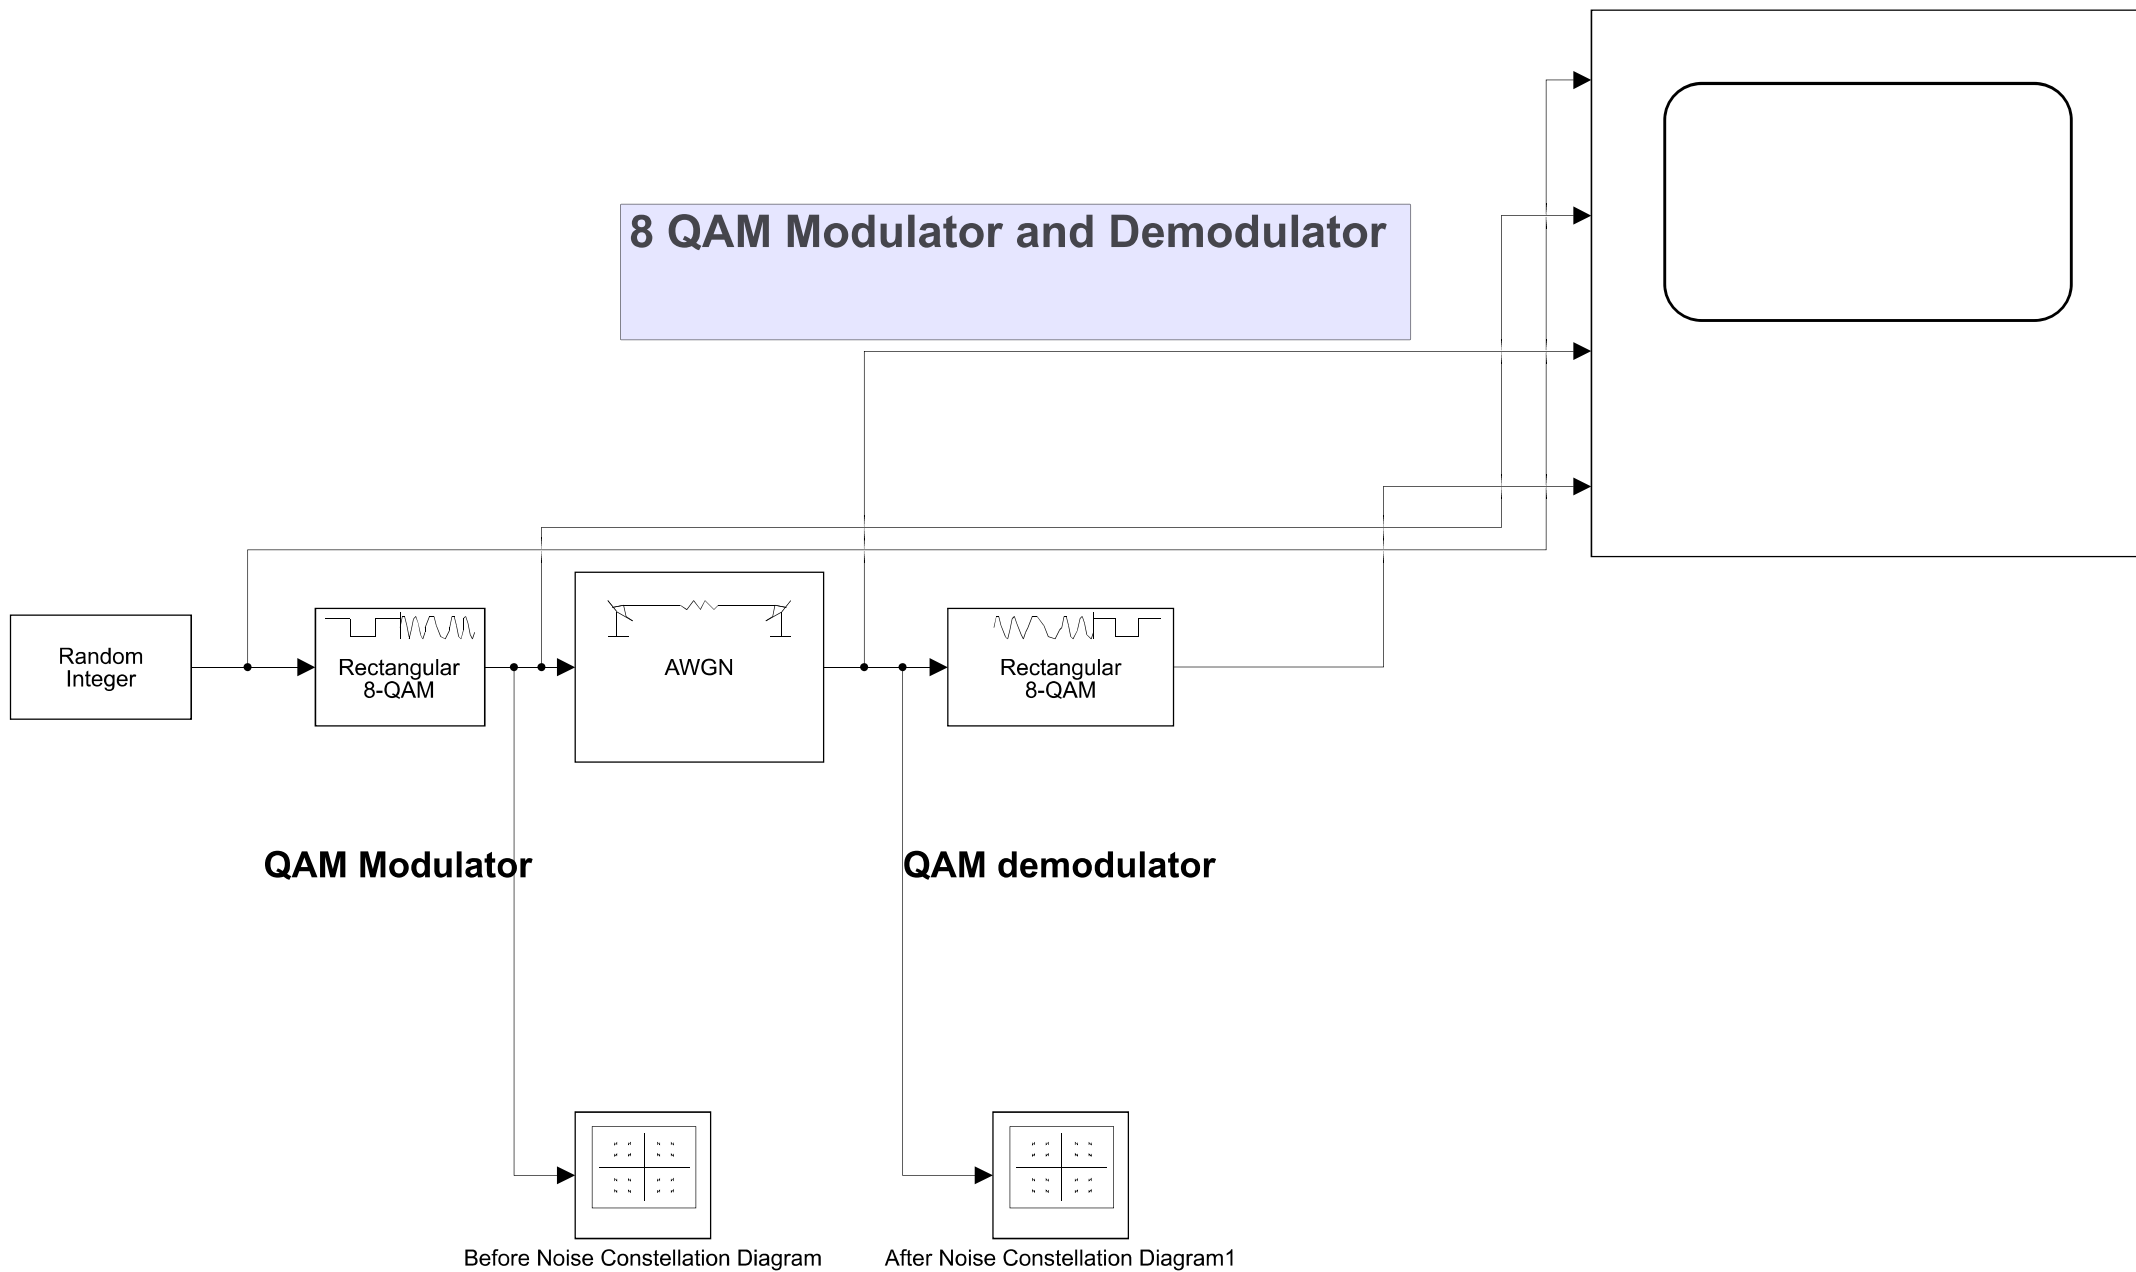 8 QAM Modulator and Demodulator
Random
Integer
Rectangular
8-QAM
AWGN
Rectangular
8-QAM
QAM Modulator
QAM demodulator
Before Noise Constellation Diagram
After Noise Constellation Diagram1